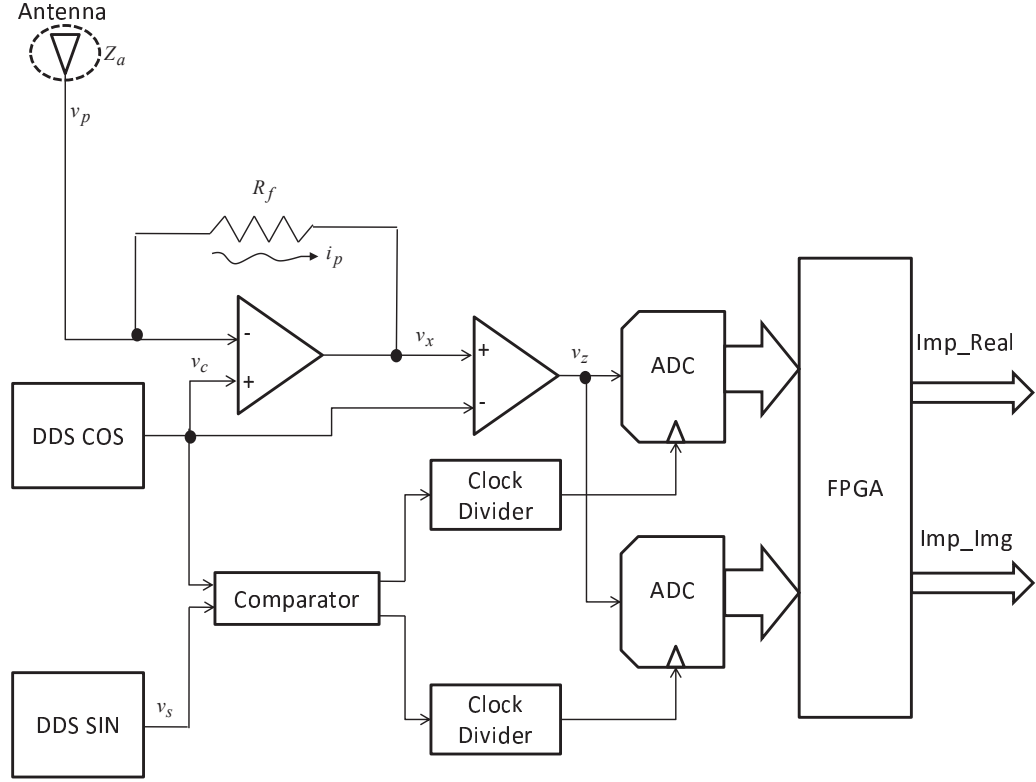 Antenna
Z_a
v_p
R_f
i_p
v_c
-
+
v_x
+
-
v_z
ADC
Imp_Real
DDS COS
Clock
Divider
FPGA
Imp_Img
ADC
Comparator
v_s
DDS SIN
Clock
Divider